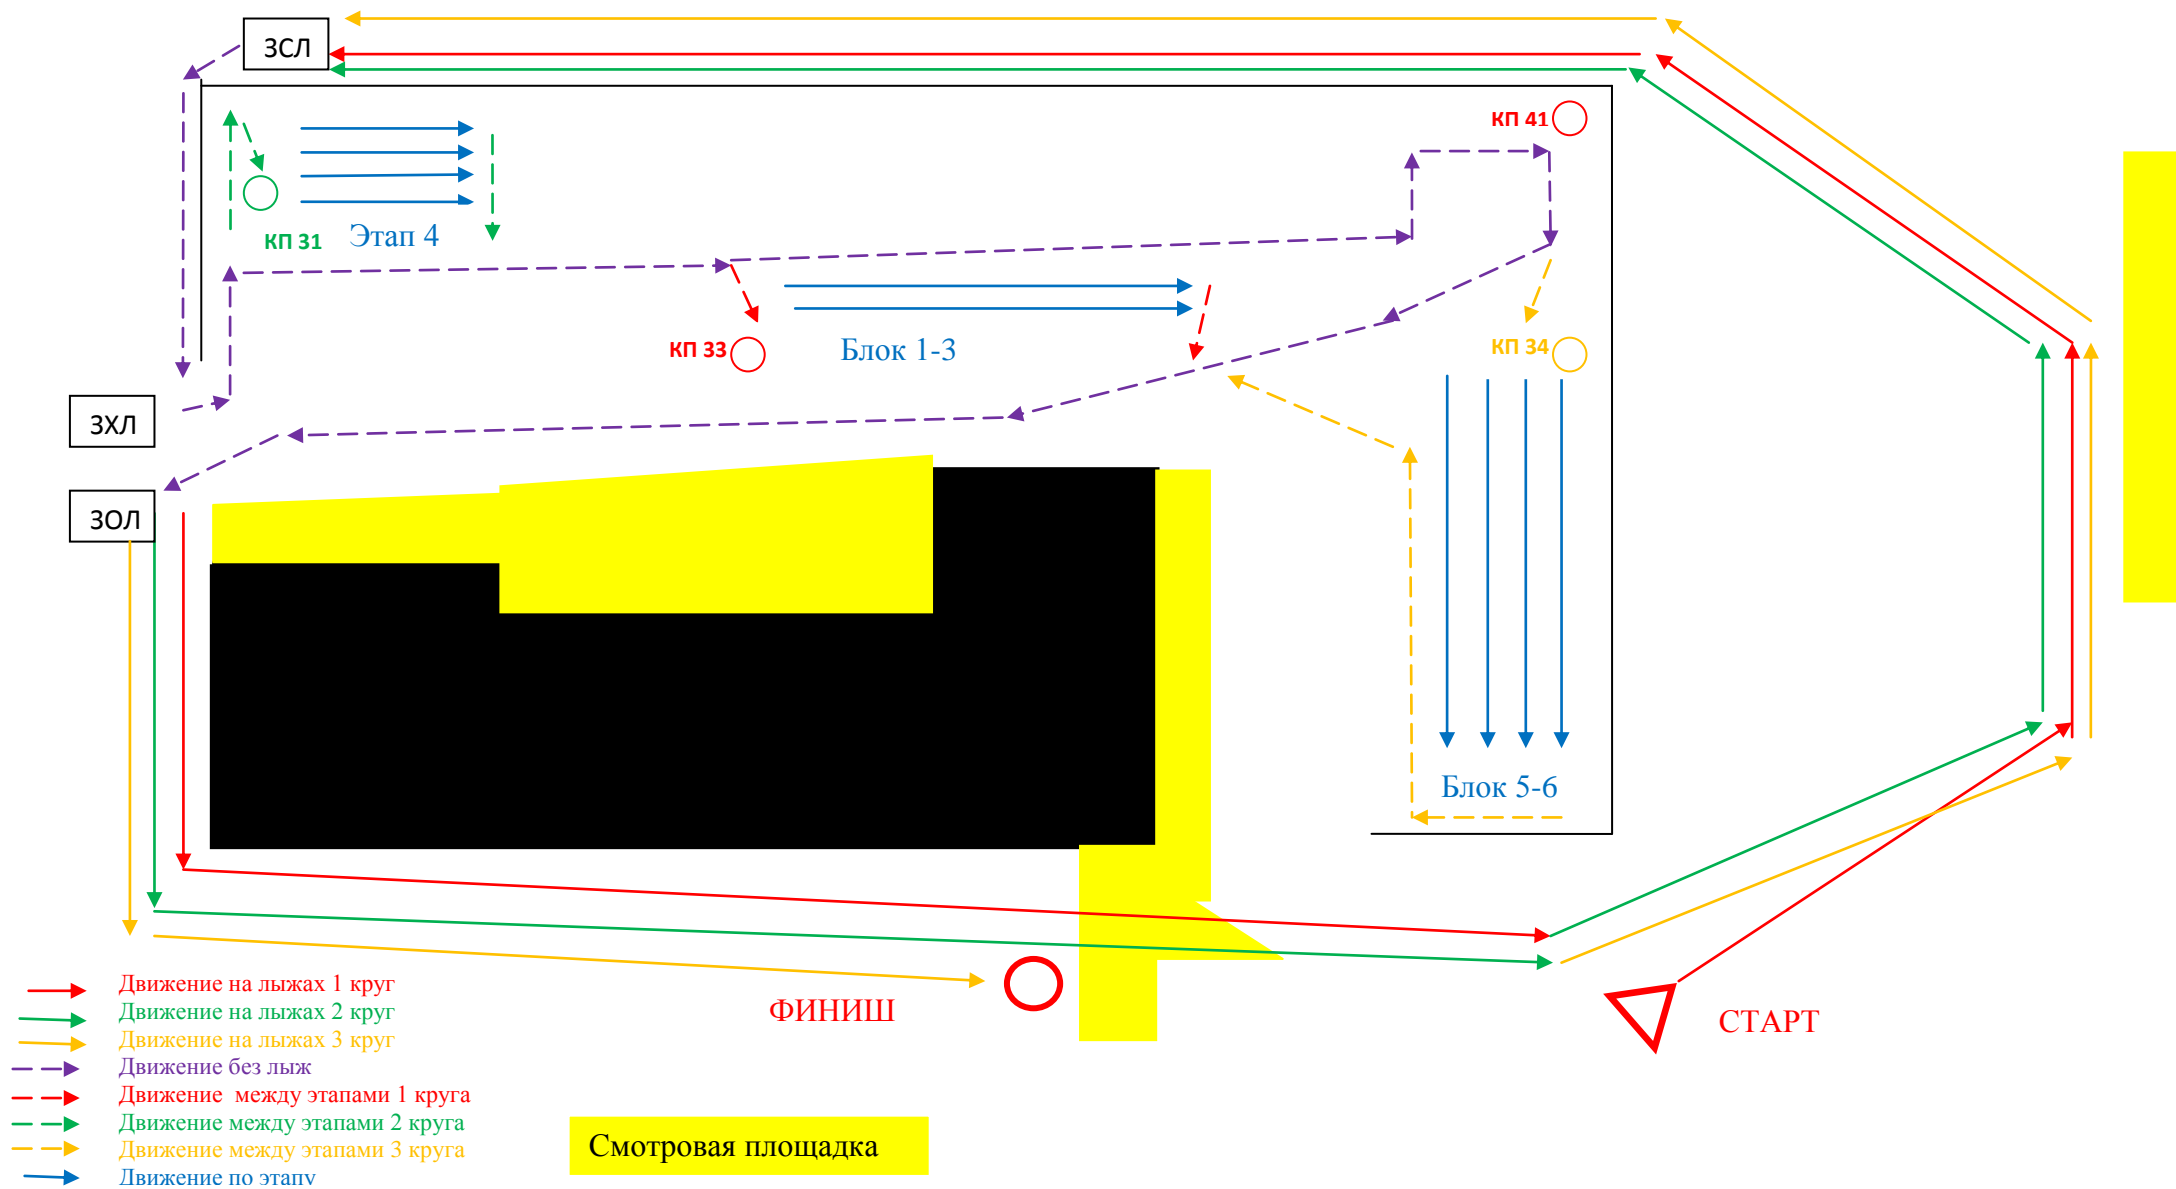 ЗСЛ
КП 41
КП 31
Этап 4
КП 33
Блок 1-3
КП 34
ЗХЛ
ЗОЛ
Блок 5-6
ФИНИШ
СТАРТ
Движение на лыжах 1 круг
Движение на лыжах 2 круг
Движение на лыжах 3 круг
Движение без лыж
Движение между этапами 1 круга
Движение между этапами 2 круга
Движение между этапами 3 круга
Движение по этапу
Смотровая площадка